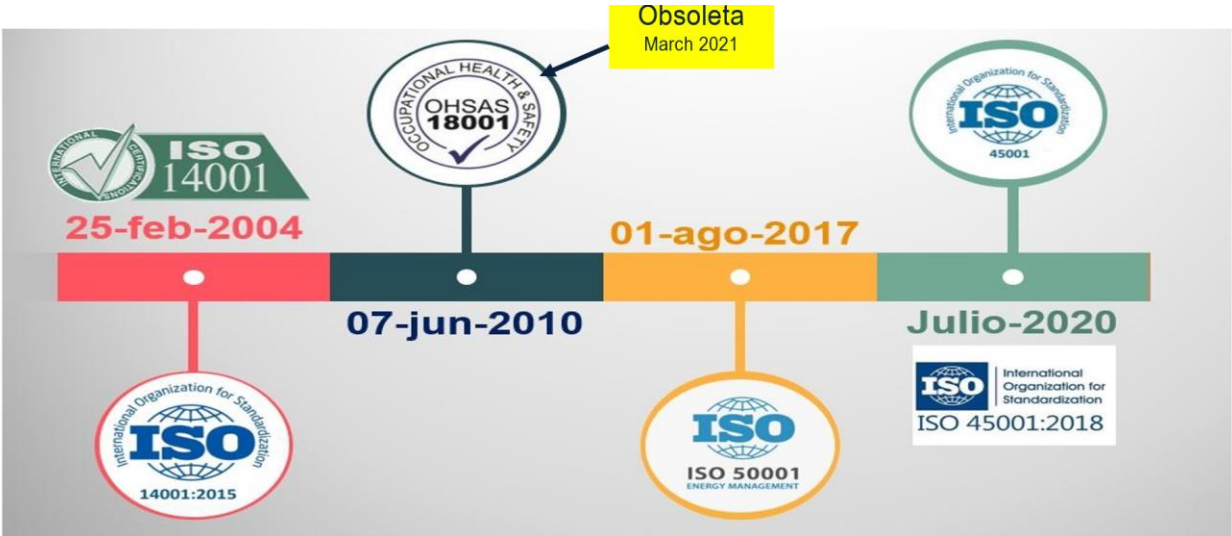 Obsoleta
March 2021
OCCUPATIONAL HEALTH & SAFETY
OHSAS
18001
International Organization for Standardization
ISO
45001
INTERNATIONAL
CERTIFICATIONS
ISO
14001
25-feb-2004
01-ago-2017
07-jun-2010
Julio-2020
International Organization for Standardization
ISO
14001:2015
ISO
ISO 50001
ENERGY MANAGEMENT
ISO
International
Organization for
Standardization
ISO 45001:2018